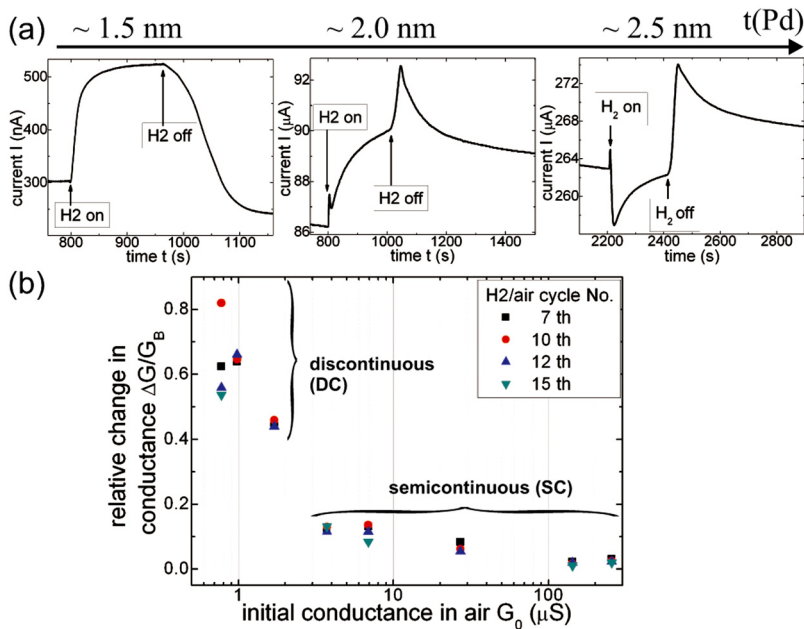 (a)
~ 1.5 nm
~ 2.0 nm
~ 2.5 nm
t(Pd)
current I (nA)
500
400
300
H2 on
H2 off
800
900
1000
1100
time t (s)
current I (µA)
92
90
88
86
H2 on
H2 off
800
1000
1200
1400
time t (s)
current I (µA)
276
272
268
264
260
H₂ on
H₂ off
2200
2400
2600
2800
time (s)
(b)
relative change in
conductance ΔG/G_B
0.8
0.6
0.4
0.2
0.0
discontinuous
(DC)
semicontinuous (SC)
H2/air cycle No.
7 th
10 th
12 th
15 th
1
10
100
initial conductance in air G₀ (µS)